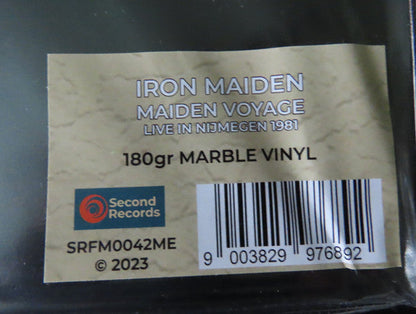 IRON MAIDEN
MAIDEN VOYAGE
LIVE IN NIJMEGEN 1981
180gr MARBLE VINYL
Second
Records
SRFM0042ME
© 2023
9 003829 976892